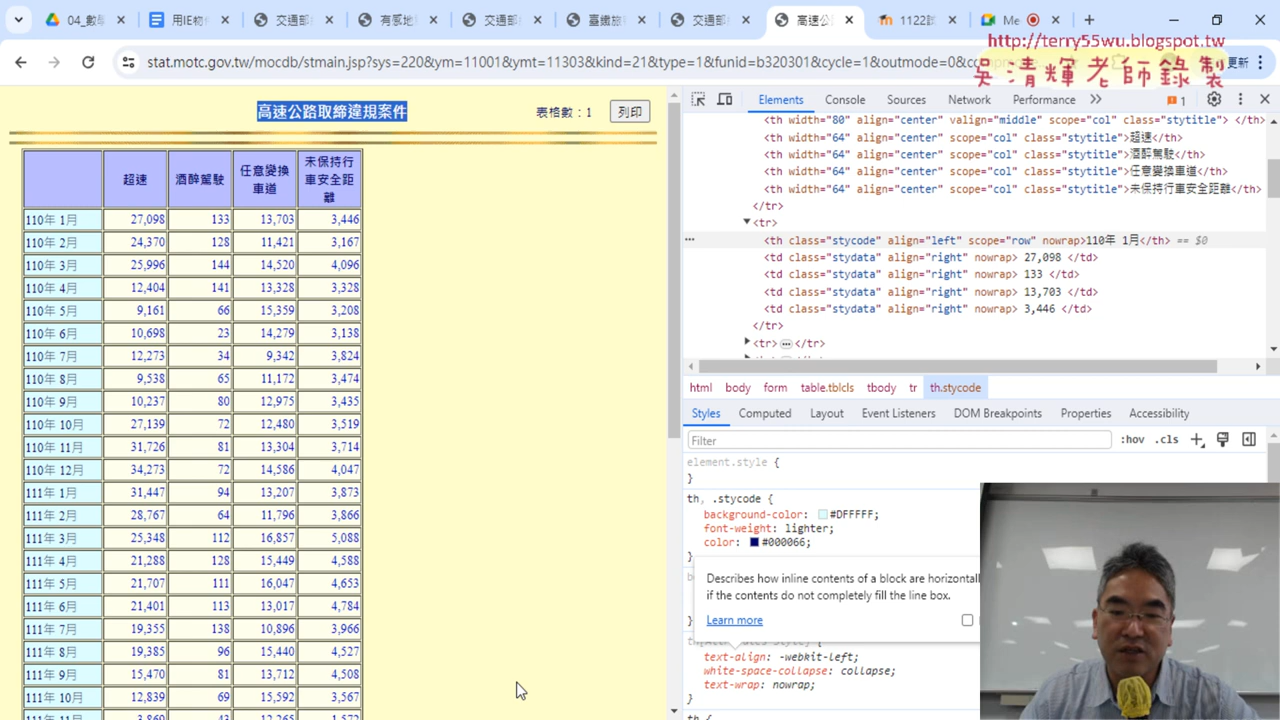 04_數
用IE物
交通部
有感地
交通部
嘉義旅
交通部
高速公
1122
Me
http://terry55wu.blogspot.tw
吳清輝老師錄製
stat.motc.gov.tw/mocdb/stmain.jsp?sys=220&ym=11001&ymt=11303&kind=21&type=1&funid=b320301&cycle=1&outmode=0&
更新
高速公路取締違規案件
表格數：1
列印
超速 酒醉駕駛 任意變換車道 未保持行車安全距離
110年 1月 27,098 133 13,703 3,446
110年 2月 24,370 128 11,421 3,167
110年 3月 25,996 144 14,520 4,096
110年 4月 12,404 141 13,328 3,328
110年 5月 9,161 66 15,359 3,208
110年 6月 10,698 23 14,279 3,138
110年 7月 12,273 34 9,342 3,824
110年 8月 9,538 65 11,172 3,474
110年 9月 10,237 80 12,975 3,435
110年 10月 27,139 72 12,480 3,519
110年 11月 31,726 81 13,304 3,714
110年 12月 34,273 72 14,586 4,047
111年 1月 31,447 94 13,207 3,873
111年 2月 28,767 64 11,796 3,866
111年 3月 25,348 112 16,857 5,088
111年 4月 21,288 128 15,449 4,588
111年 5月 21,707 111 16,047 4,653
111年 6月 21,401 113 13,017 4,784
111年 7月 19,355 138 10,896 3,966
111年 8月 19,385 96 15,440 4,527
111年 9月 15,470 81 13,712 4,508
111年 10月 12,839 69 15,592 3,567
111年 11月 3,869 43 12,265 1,572
Elements Console Sources Network Performance 1
<th width="80" align="center" valign="middle" scope="col" class="stytitle"> </th>
<th width="64" align="center" scope="col" class="stytitle">超速</th>
<th width="64" align="center" scope="col" class="stytitle">酒醉駕駛</th>
<th width="64" align="center" scope="col" class="stytitle">任意變換車道</th>
<th width="64" align="center" scope="col" class="stytitle">未保持行車安全距離</th>
</tr>
<tr>
<th class="stycode" align="left" scope="row" nowrap>110年 1月</th> == $0
<td class="stydata" align="right" nowrap> 27,098 </td>
<td class="stydata" align="right" nowrap> 133 </td>
<td class="stydata" align="right" nowrap> 13,703 </td>
<td class="stydata" align="right" nowrap> 3,446 </td>
</tr>
<tr> </tr>
html body form table.tblcls tbody tr th.stycode
Styles Computed Layout Event Listeners DOM Breakpoints Properties Accessibility
Filter
:hov .cls
element.style {
}
th, .stycode {
background-color: #DFFFFF;
font-weight: lighter;
color: #000066;
}
Describes how inline contents of a block are horizontal
if the contents do not completely fill the line box.
Learn more
}
text-align: -webkit-left;
white-space-collapse: collapse;
text-wrap: nowrap;
}
th {